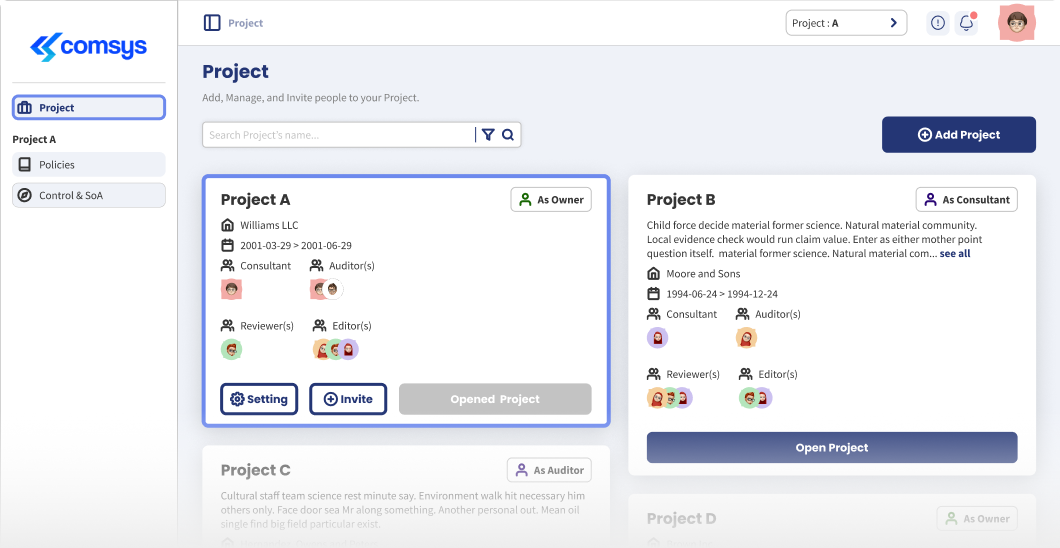 comsys
Project
Project A
Policies
Control & SoA
Project
Project : A
Project
Add, Manage, and Invite people to your Project.
Search Project's name...
Add Project
Project A
As Owner
Williams LLC
2001-03-29 > 2001-06-29
Consultant
Auditor(s)
Reviewer(s)
Editor(s)
Setting
Invite
Opened Project
Project B
As Consultant
Child force decide material former science. Natural material community.
Local evidence check would run claim value. Enter as either mother point
question itself. material former science. Natural material com... see all
Moore and Sons
1994-06-24 > 1994-12-24
Consultant
Auditor(s)
Reviewer(s)
Editor(s)
Open Project
Project C
As Auditor
Cultural staff team science rest minute say. Environment walk hit necessary him
others only. Face door sea Mr along something. Another personal out. Mean oil
single find big field particular exist.
Project D
As Owner